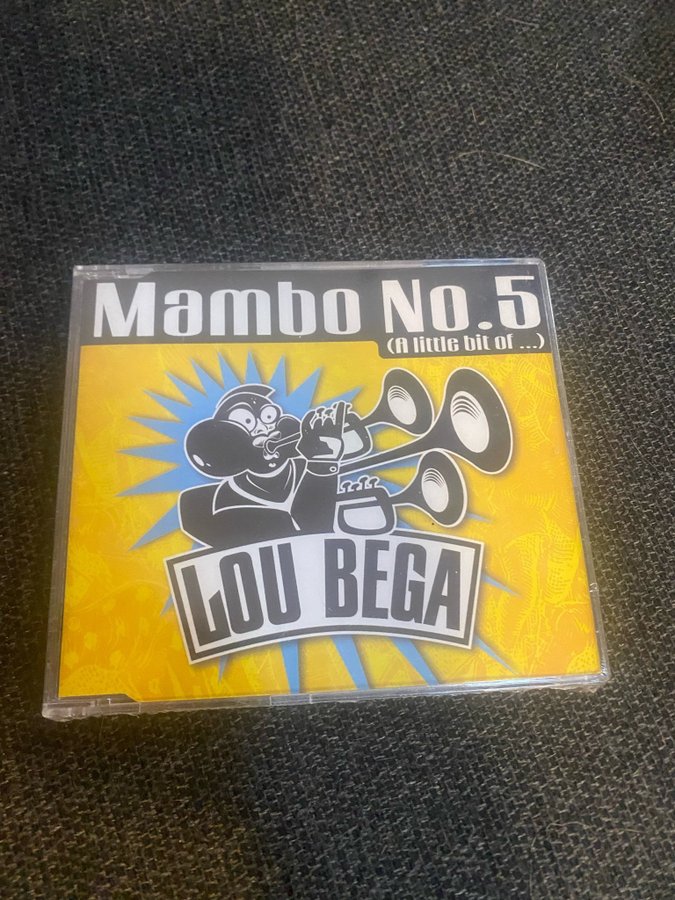 Mambo No.5
(A little bit of ...)
LOU BEGA